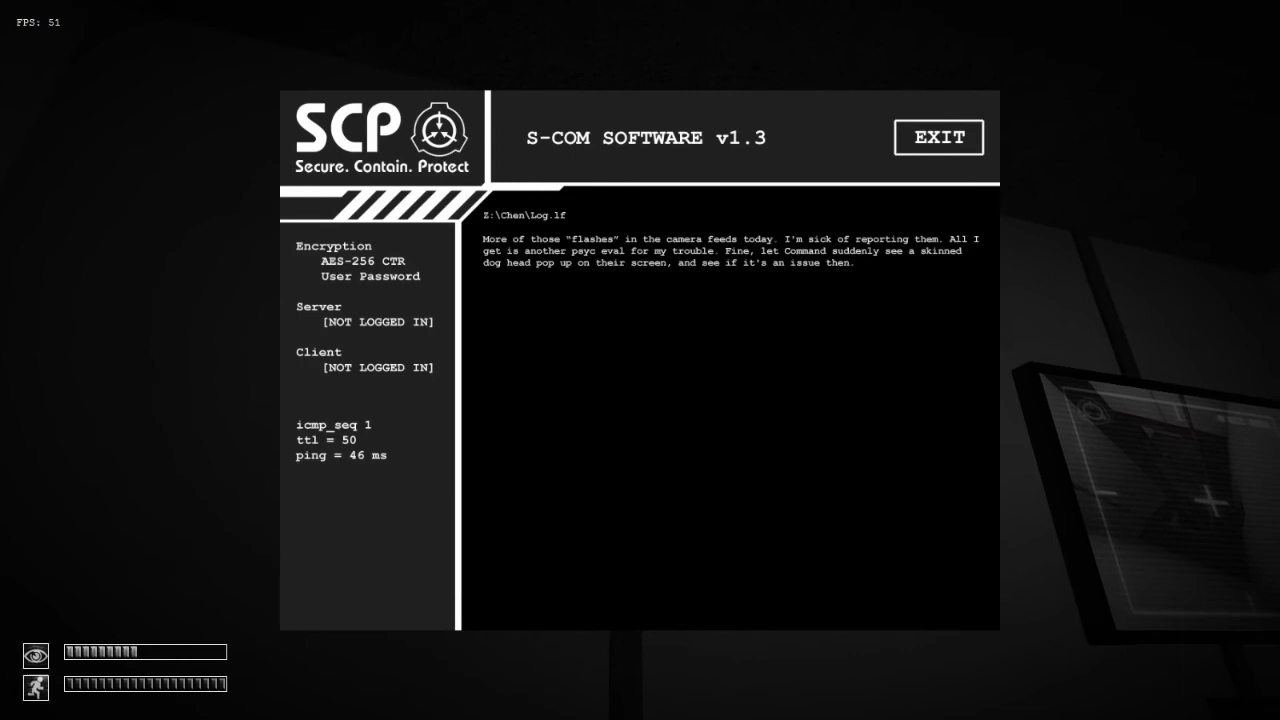 FPS: 51
SCP
Secure. Contain. Protect
S-COM SOFTWARE v1.3
EXIT
Z:\Chen\Log.lf
More of those "flashes" in the camera feeds today. I'm sick of reporting them. All I
get is another psyc eval for my trouble. Fine, let Command suddenly see a skinned
dog head pop up on their screen, and see if it's an issue then.
Encryption
AES-256 CTR
User Password
Server
[NOT LOGGED IN]
Client
[NOT LOGGED IN]
icmp_seq 1
ttl = 50
ping = 46 ms